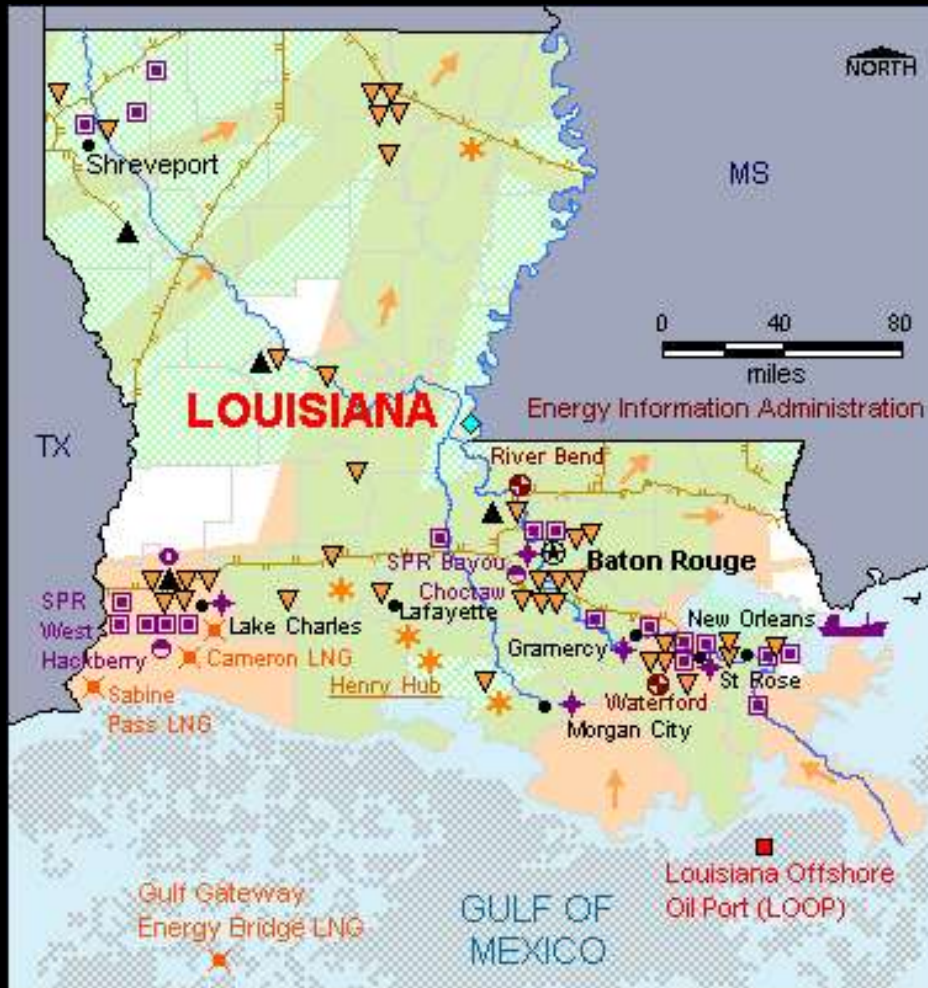 NORTH
MS
Shreveport
0 40 80
miles
LOUISIANA
Energy Information Administration
TX
River Bend
SPR Bayou
Choctaw
Baton Rouge
SPR
West
Hackberry
Lake Charles
Lafayette
New Orleans
Gramercy
Cameron LNG
Henry Hub
St Rose
Sabine
Pass LNG
Waterford
Morgan City
Louisiana Offshore
Oil Port (LOOP)
Gulf Gateway
Energy Bridge LNG
GULF OF
MEXICO